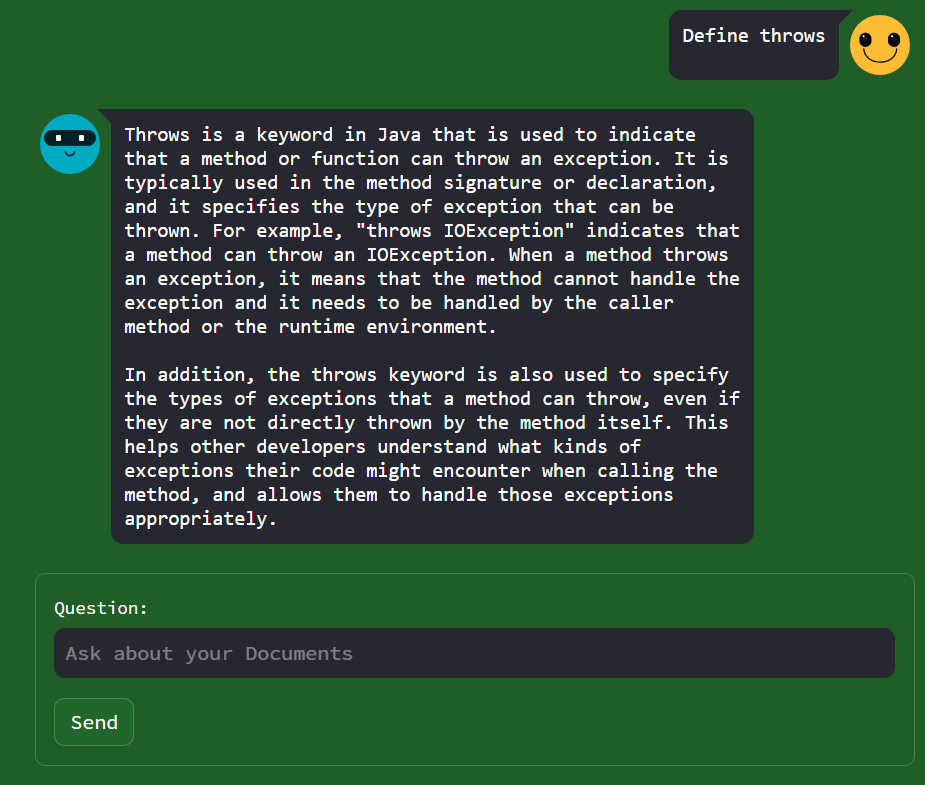 Define throws
Throws is a keyword in Java that is used to indicate
that a method or function can throw an exception. It is
typically used in the method signature or declaration,
and it specifies the type of exception that can be
thrown. For example, "throws IOException" indicates that
a method can throw an IOException. When a method throws
an exception, it means that the method cannot handle the
exception and it needs to be handled by the caller
method or the runtime environment.
In addition, the throws keyword is also used to specify
the types of exceptions that a method can throw, even if
they are not directly thrown by the method itself. This
helps other developers understand what kinds of
exceptions their code might encounter when calling the
method, and allows them to handle those exceptions
appropriately.
Question:
Ask about your Documents
Send